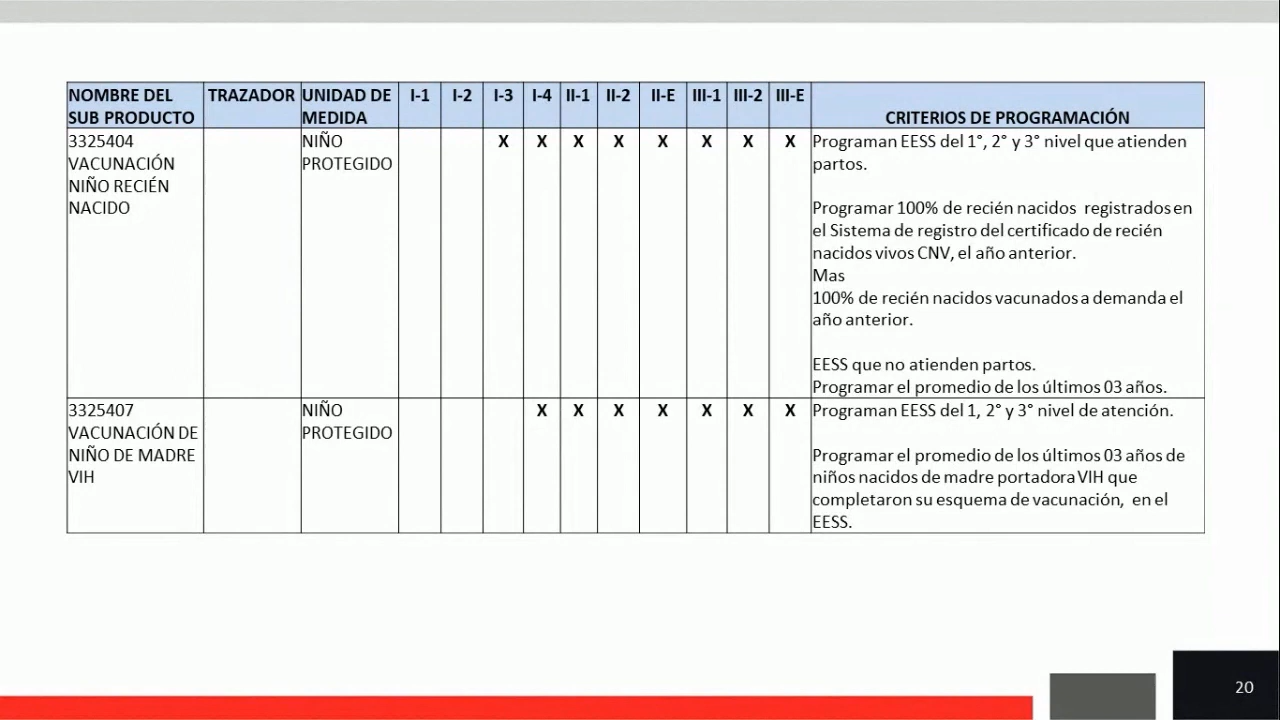 NOMBRE DEL SUB PRODUCTO TRAZADOR UNIDAD DE MEDIDA I-1 I-2 I-3 I-4 II-1 II-2 II-E III-1 III-2 III-E CRITERIOS DE PROGRAMACIÓN
3325404
VACUNACIÓN
NIÑO RECIÉN
NACIDO
NIÑO
PROTEGIDO
X X X X X X X X
Programan EESS del 1°, 2° y 3° nivel que atienden
partos.
Programar 100% de recién nacidos registrados en
el Sistema de registro del certificado de recién
nacidos vivos CNV, el año anterior.
Mas
100% de recién nacidos vacunados a demanda el
año anterior.
EESS que no atienden partos.
Programar el promedio de los últimos 03 años.
3325407
VACUNACIÓN DE
NIÑO DE MADRE
VIH
NIÑO
PROTEGIDO
X X X X X X X
Programan EESS del 1, 2° y 3° nivel de atención.
Programar el promedio de los últimos 03 años de
niños nacidos de madre portadora VIH que
completaron su esquema de vacunación, en el
EESS.
20